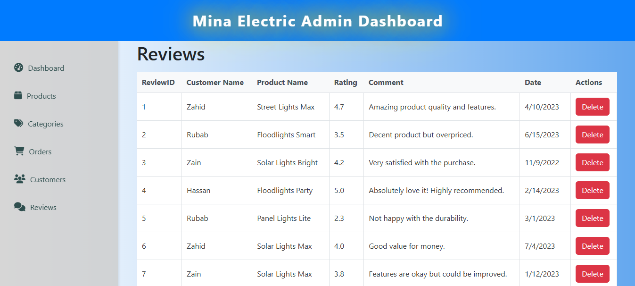 Mina Electric Admin Dashboard
Dashboard
Products
Categories
Orders
Customers
Reviews
Reviews
ReviewID Customer Name Product Name Rating Comment Date Actions
1 Zahid Street Lights Max 4.7 Amazing product quality and features. 4/10/2023 Delete
2 Rubab Floodlights Smart 3.5 Decent product but overpriced. 6/15/2023 Delete
3 Zain Solar Lights Bright 4.2 Very satisfied with the purchase. 11/9/2022 Delete
4 Hassan Floodlights Party 5.0 Absolutely love it! Highly recommended. 2/14/2023 Delete
5 Rubab Panel Lights Lite 2.3 Not happy with the durability. 3/1/2023 Delete
6 Zahid Solar Lights Max 4.0 Good value for money. 7/4/2023 Delete
7 Zain Solar Lights Max 3.8 Features are okay but could be improved. 1/12/2023 Delete